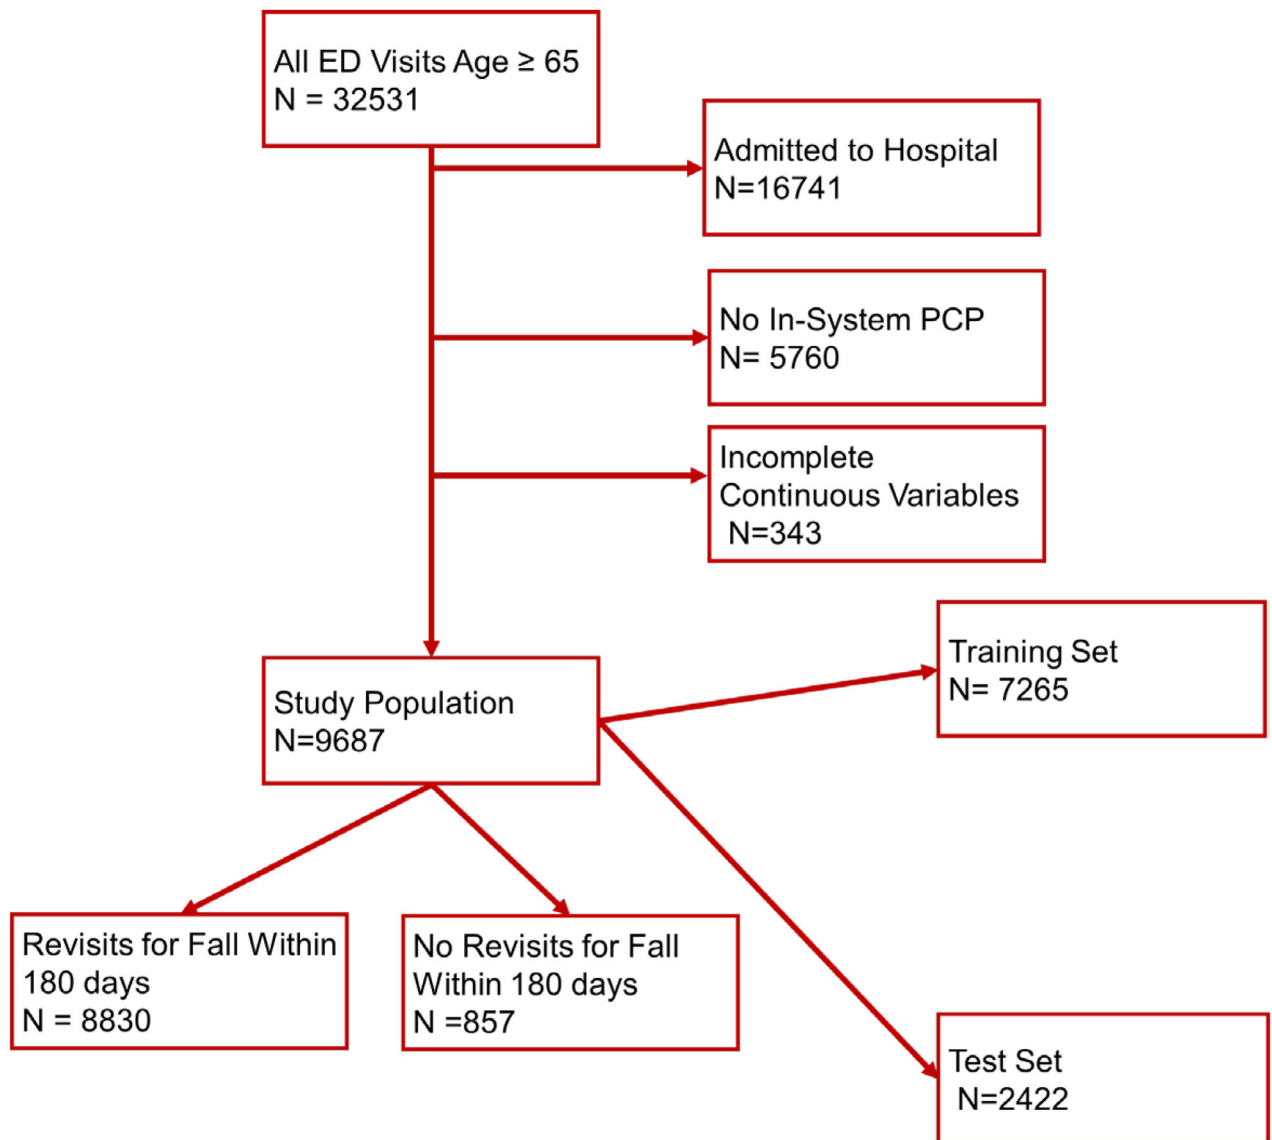 All ED Visits Age ≥ 65
N = 32531
Admitted to Hospital
N=16741
No In-System PCP
N= 5760
Incomplete
Continuous Variables
N=343
Training Set
N= 7265
Study Population
N=9687
Revisits for Fall Within
180 days
N = 8830
No Revisits for Fall
Within 180 days
N =857
Test Set
N=2422